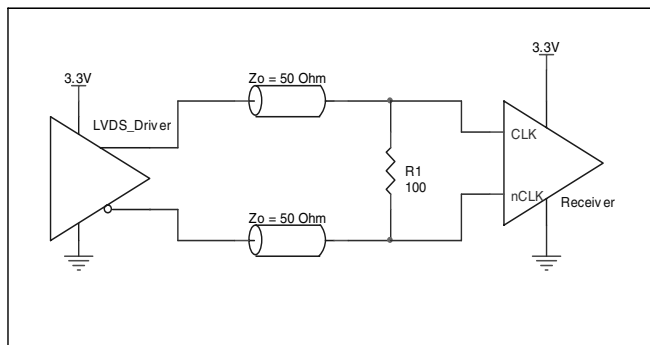 3.3V
3.3V
Zo = 50 Ohm
LVDS_Driver
CLK
R1
100
nCLK
Receiver
Zo = 50 Ohm